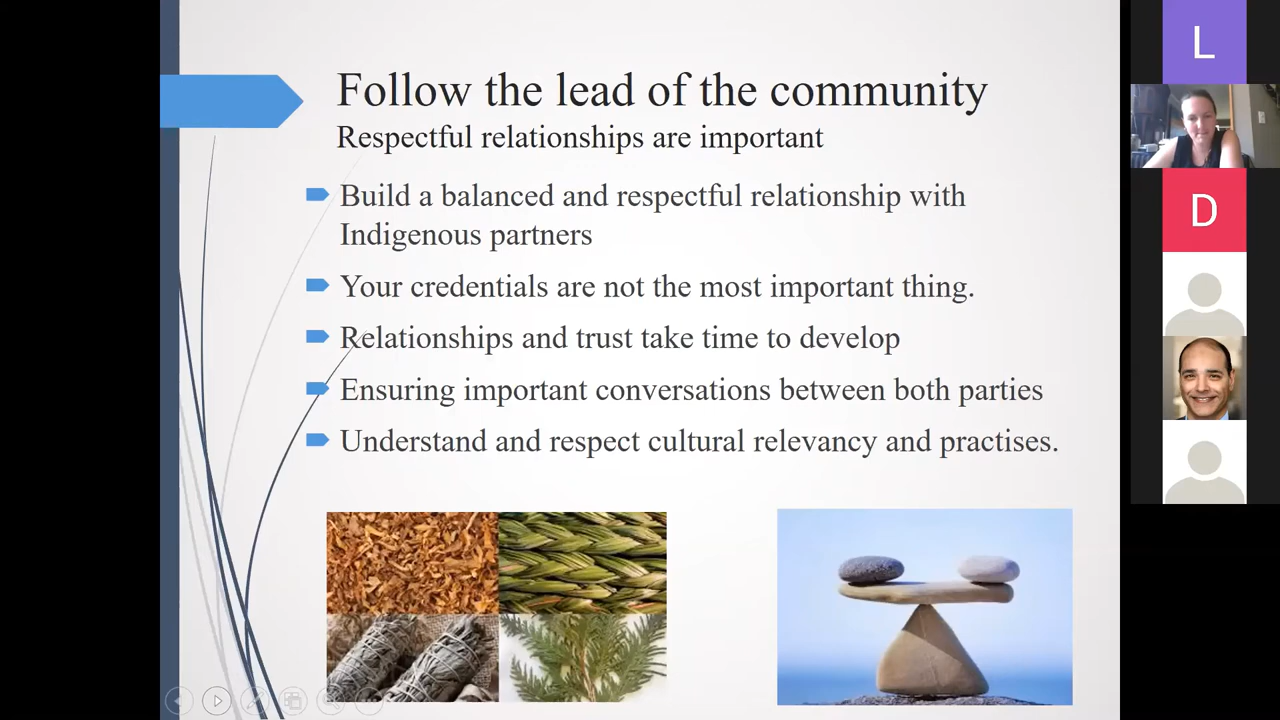 Follow the lead of the community
Respectful relationships are important
Build a balanced and respectful relationship with
Indigenous partners
Your credentials are not the most important thing.
Relationships and trust take time to develop
Ensuring important conversations between both parties
Understand and respect cultural relevancy and practises.
L
D